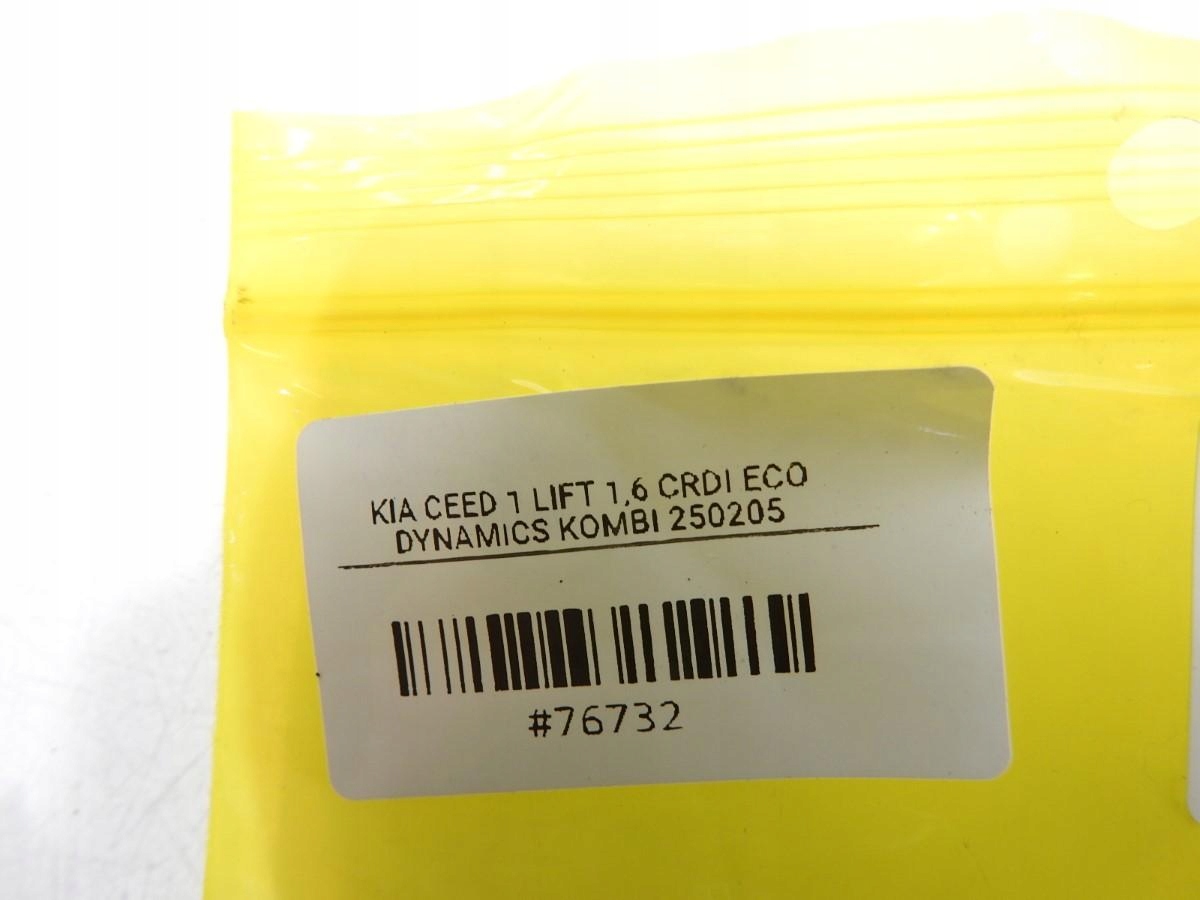 KIA CEED 1 LIFT 1,6 CRDI ECO
DYNAMICS KOMBI 250205
#76732